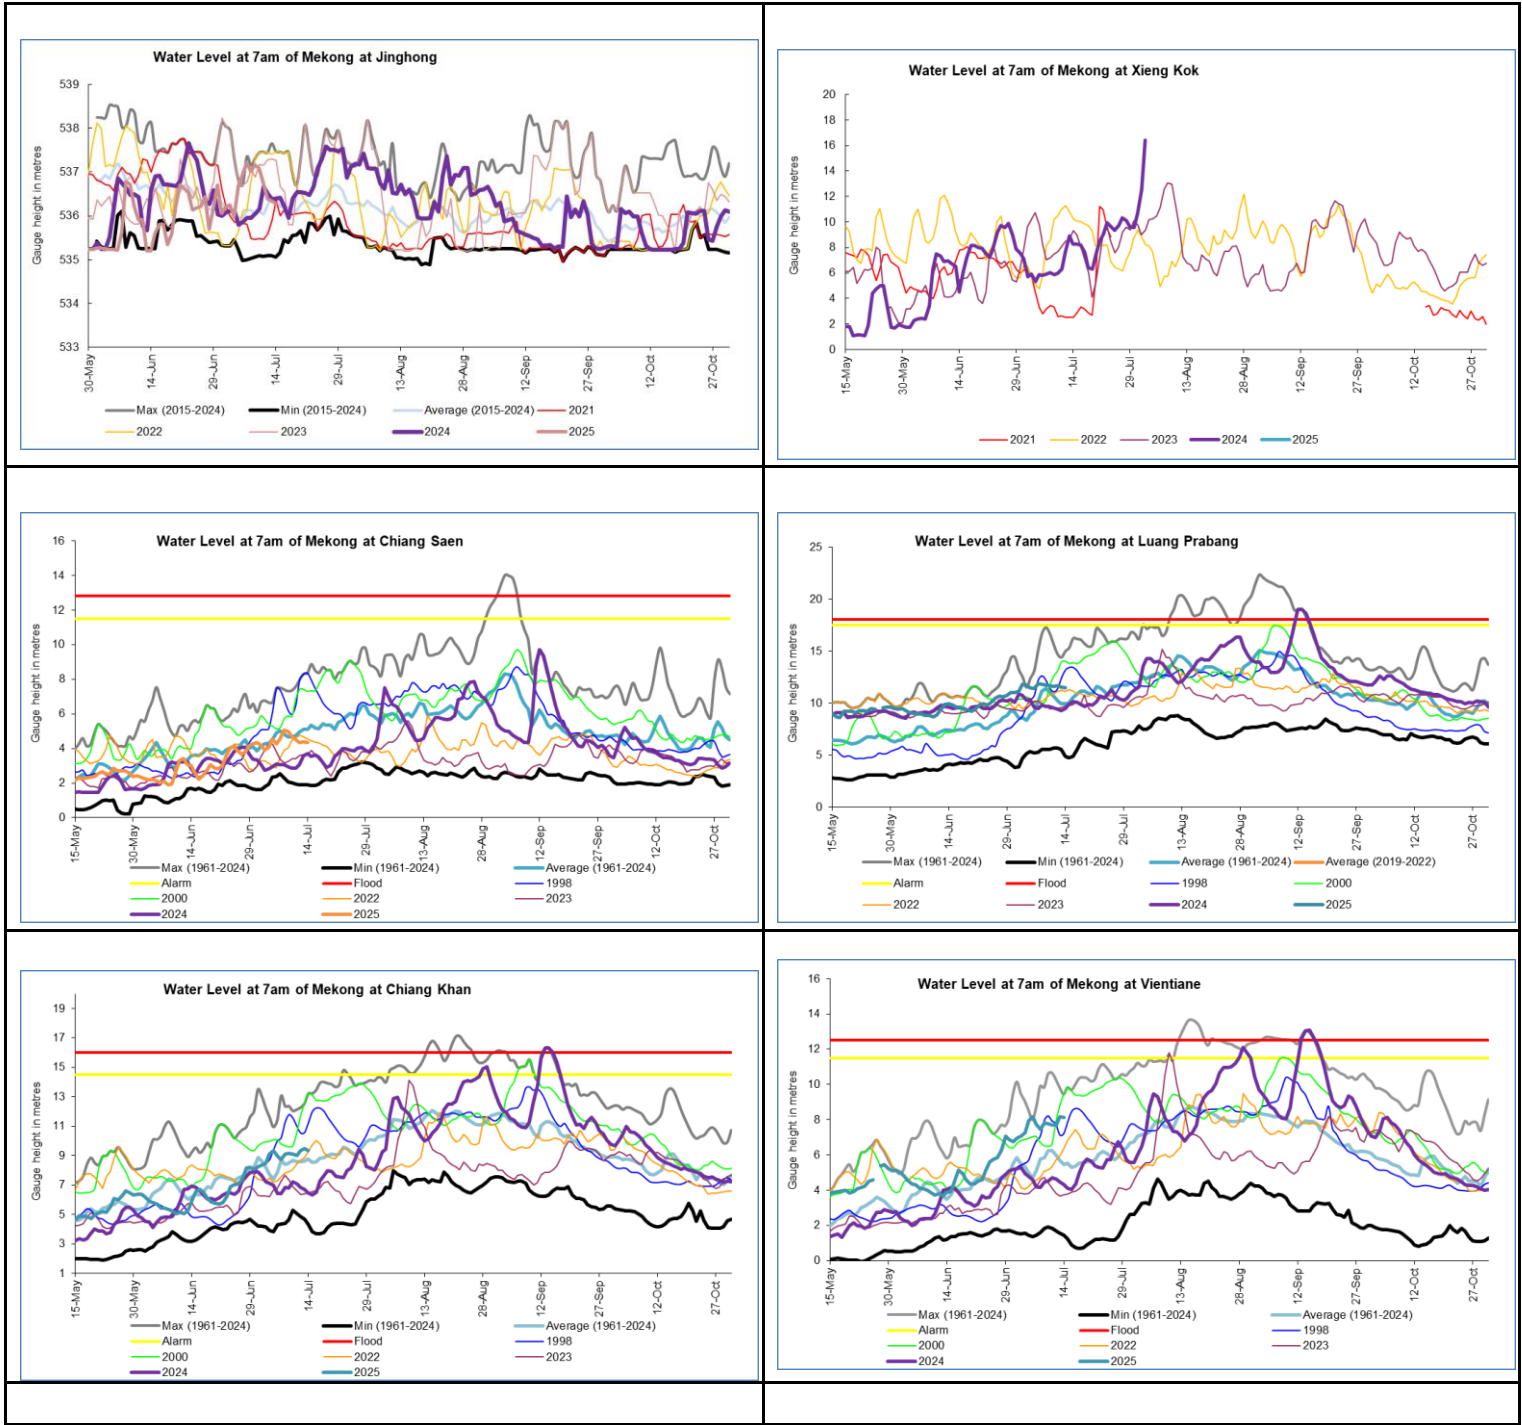 Water Level at 7am of Mekong at Jinghong
Gauge height in metres
539
538
537
536
535
534
533
30-May
14-Jun
29-Jun
14-Jul
29-Jul
13-Aug
28-Aug
12-Sep
27-Sep
12-Oct
27-Oct
Max (2015-2024)
Min (2015-2024)
Average (2015-2024)
2021
2022
2023
2024
2025
Water Level at 7am of Mekong at Xieng Kok
Gauge height in metres
20
18
16
14
12
10
8
6
4
2
0
15-May
30-May
14-Jun
29-Jun
14-Jul
29-Jul
13-Aug
28-Aug
12-Sep
27-Sep
12-Oct
27-Oct
2021
2022
2023
2024
2025
Water Level at 7am of Mekong at Chiang Saen
Gauge height in metres
16
14
12
10
8
6
4
2
0
15-May
30-May
14-Jun
29-Jun
14-Jul
29-Jul
13-Aug
28-Aug
12-Sep
27-Sep
12-Oct
27-Oct
Max (1961-2024)
Min (1961-2024)
Average (1961-2024)
Alarm
Flood
1998
2000
2022
2023
2024
2025
Water Level at 7am of Mekong at Luang Prabang
Gauge height in metres
25
20
15
10
5
0
15-May
30-May
14-Jun
29-Jun
14-Jul
29-Jul
13-Aug
28-Aug
12-Sep
27-Sep
12-Oct
27-Oct
Max (1961-2024)
Min (1961-2024)
Average (1961-2024)
Average (2019-2022)
Alarm
Flood
1998
2000
2022
2023
2024
2025
Water Level at 7am of Mekong at Chiang Khan
Gauge height in metres
19
17
15
13
11
9
7
5
3
1
15-May
30-May
14-Jun
29-Jun
14-Jul
29-Jul
13-Aug
28-Aug
12-Sep
27-Sep
12-Oct
27-Oct
Max (1961-2024)
Min (1961-2024)
Average (1961-2024)
Alarm
Flood
1998
2000
2022
2023
2024
2025
Water Level at 7am of Mekong at Vientiane
Gauge height in metres
16
14
12
10
8
6
4
2
0
15-May
30-May
14-Jun
29-Jun
14-Jul
29-Jul
13-Aug
28-Aug
12-Sep
27-Sep
12-Oct
27-Oct
Max (1961-2024)
Min (1961-2024)
Average (1961-2024)
Alarm
Flood
1998
2000
2022
2023
2024
2025